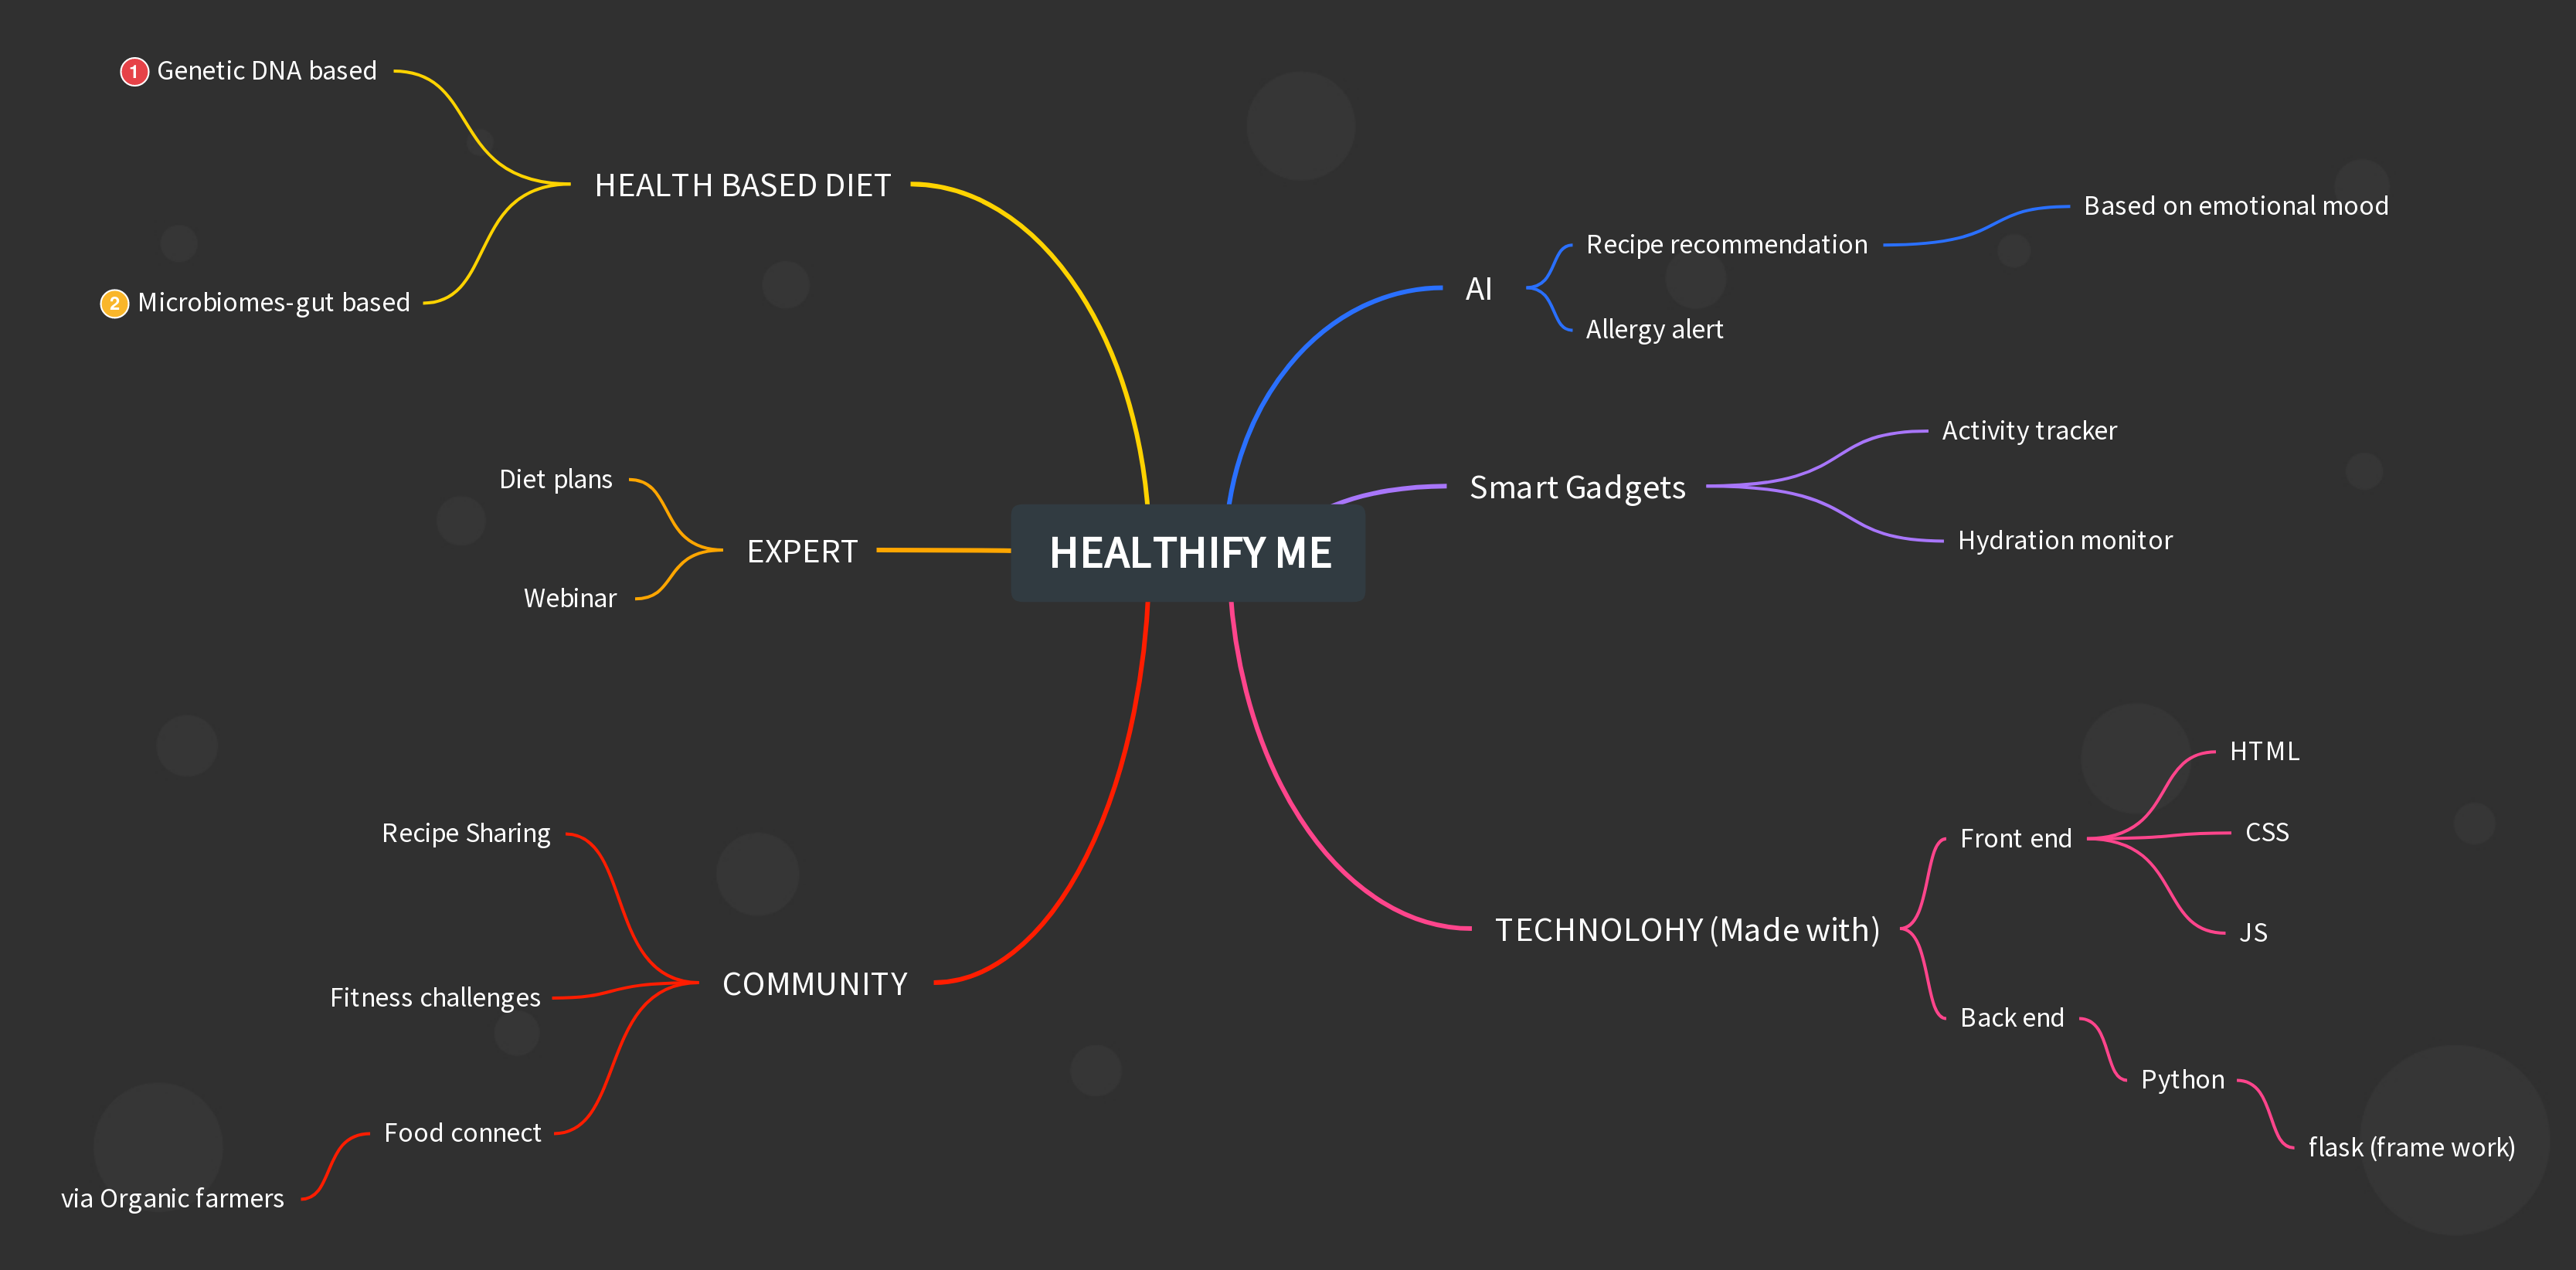 HEALTHIFY ME
HEALTH BASED DIET
1 Genetic DNA based
2 Microbiomes-gut based
EXPERT
Diet plans
Webinar
COMMUNITY
Recipe Sharing
Fitness challenges
Food connect
via Organic farmers
AI
Recipe recommendation
Based on emotional mood
Allergy alert
Smart Gadgets
Activity tracker
Hydration monitor
TECHNOLOHY (Made with)
Front end
HTML
CSS
JS
Back end
Python
flask (frame work)